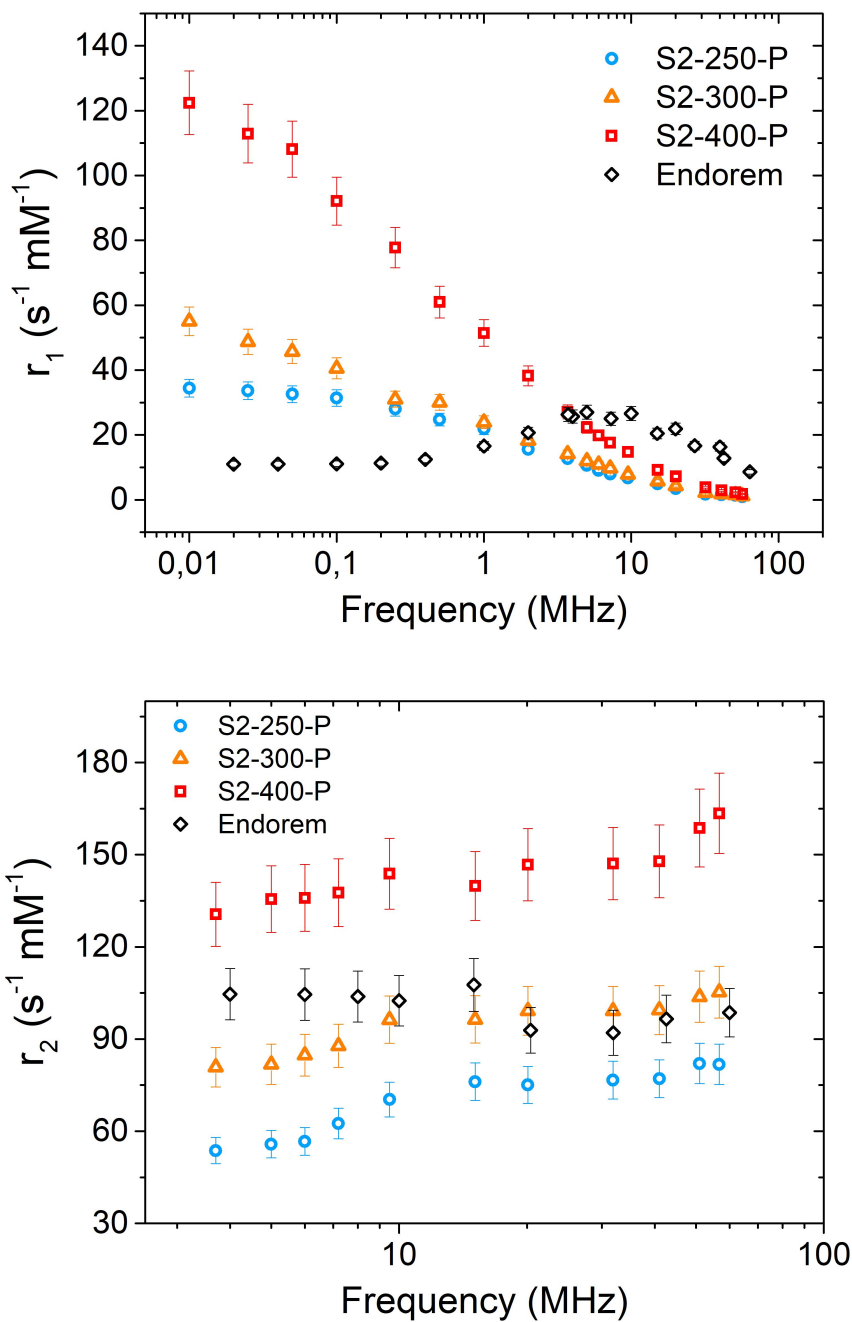 140
120
100
80
60
40
20
0
r₁ (s⁻¹ mM⁻¹)
S2-250-P
S2-300-P
S2-400-P
Endorem
0,01 0,1 1 10 100
Frequency (MHz)
180
150
120
90
60
30
r₂ (s⁻¹ mM⁻¹)
S2-250-P
S2-300-P
S2-400-P
Endorem
10 100
Frequency (MHz)